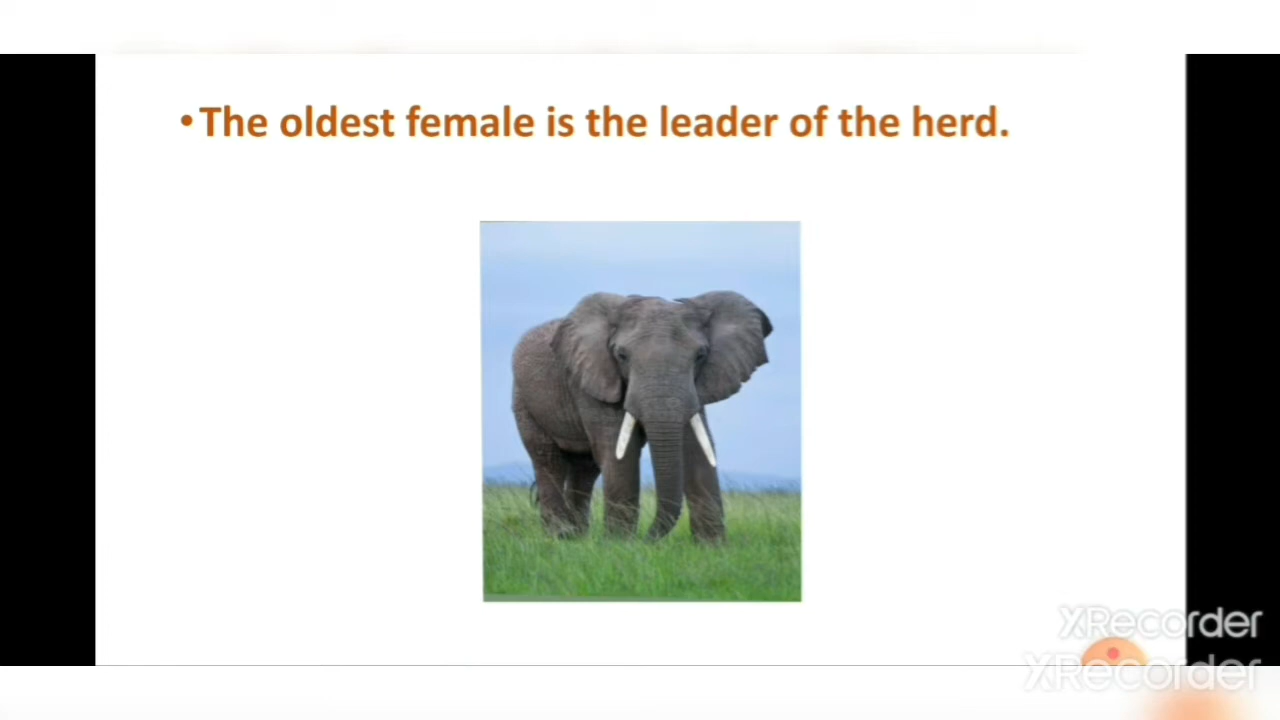 • The oldest female is the leader of the herd.
XRecorder
XRecorder